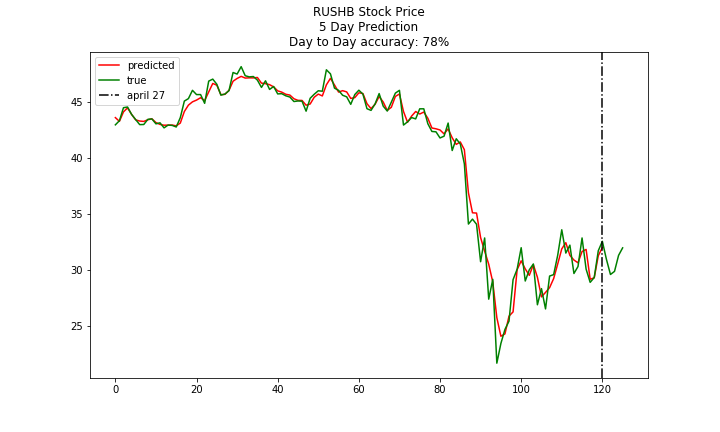 RUSHB Stock Price
5 Day Prediction
Day to Day accuracy: 78%
predicted
true
april 27
45
40
35
30
25
0
20
40
60
80
100
120